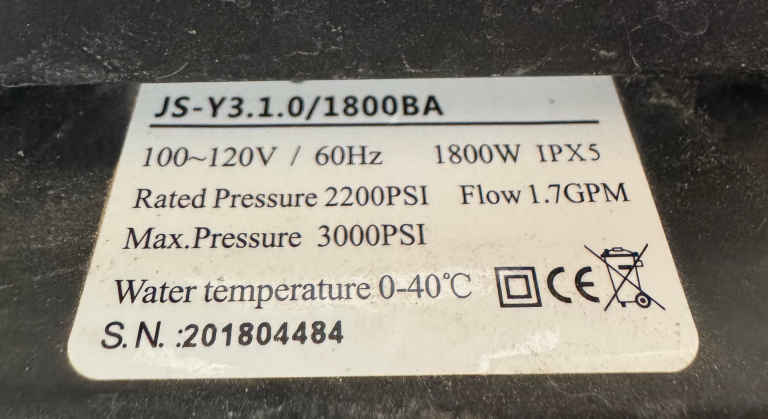 JS-Y3.1.0/1800BA
100~120V / 60Hz 1800W IPX5
Rated Pressure 2200PSI Flow 1.7GPM
Max.Pressure 3000PSI
Water temperature 0-40℃ CE
S.N.:201804484